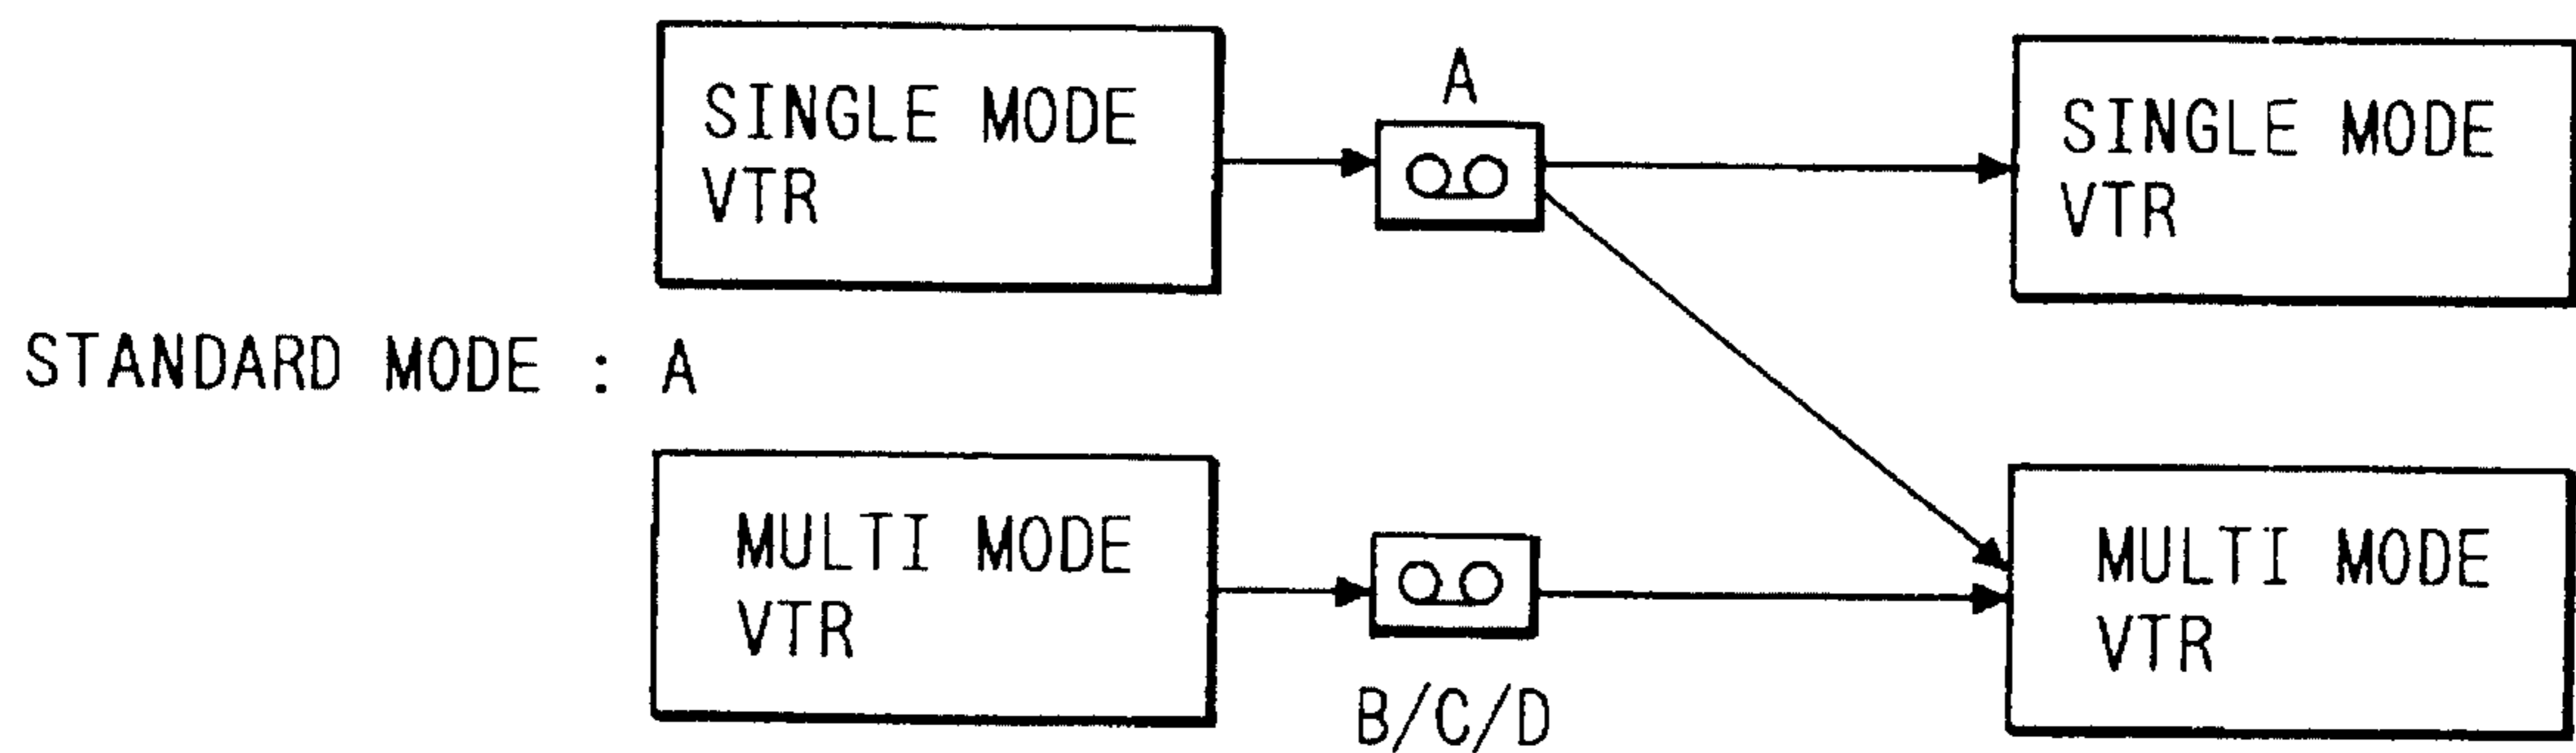 SINGLE MODE
VTR
A
SINGLE MODE
VTR
STANDARD MODE : A
MULTI MODE
VTR
B/C/D
MULTI MODE
VTR